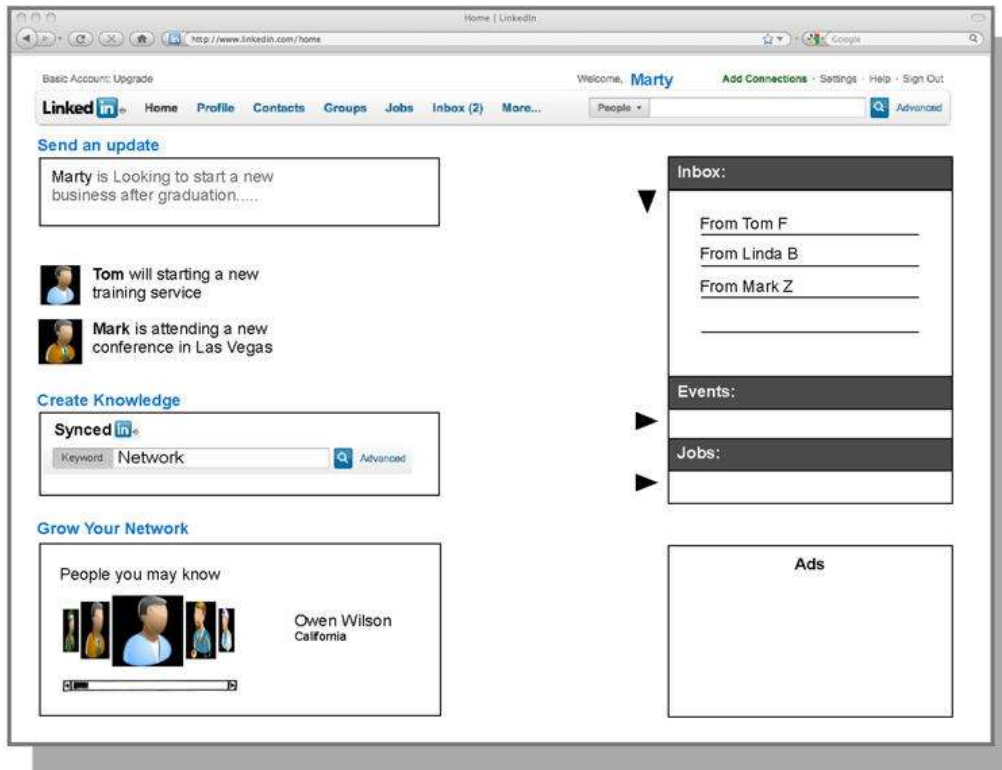 Home | LinkedIn
http://www.linkedin.com/home
Google
Basic Account: Upgrade
Welcome, Marty
Add Connections · Settings · Help · Sign Out
Linked in Home Profile Contacts Groups Jobs Inbox (2) More... People Advanced
Send an update
Marty is Looking to start a new
business after graduation.....
Tom will starting a new
training service
Mark is attending a new
conference in Las Vegas
Create Knowledge
Synced in
Keyword Network Advanced
Grow Your Network
People you may know
Owen Wilson
California
Inbox:
From Tom F
From Linda B
From Mark Z
Events:
Jobs:
Ads